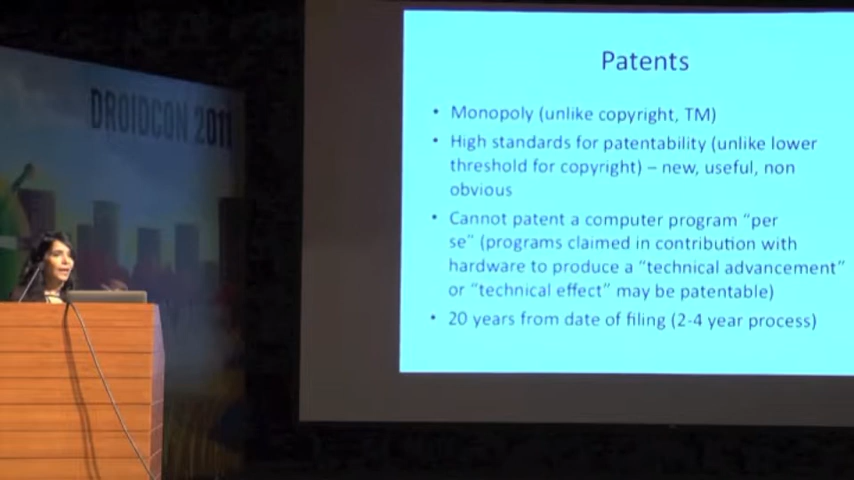 DROIDCON 2011
Patents
• Monopoly (unlike copyright, TM)
• High standards for patentability (unlike lower
threshold for copyright) – new, useful, non
obvious
• Cannot patent a computer program “per
se” (programs claimed in contribution with
hardware to produce a “technical advancement”
or “technical effect” may be patentable)
• 20 years from date of filing (2-4 year process)